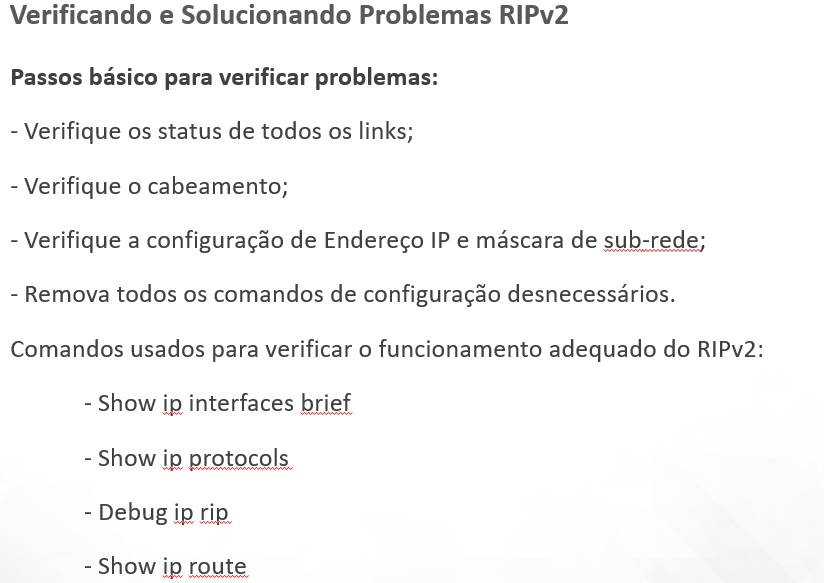 Verificando e Solucionando Problemas RIPv2
Passos básico para verificar problemas:
- Verifique os status de todos os links;
- Verifique o cabeamento;
- Verifique a configuração de Endereço IP e máscara de sub-rede;
- Remova todos os comandos de configuração desnecessários.
Comandos usados para verificar o funcionamento adequado do RIPv2:
- Show ip interfaces brief
- Show ip protocols
- Debug ip rip
- Show ip route